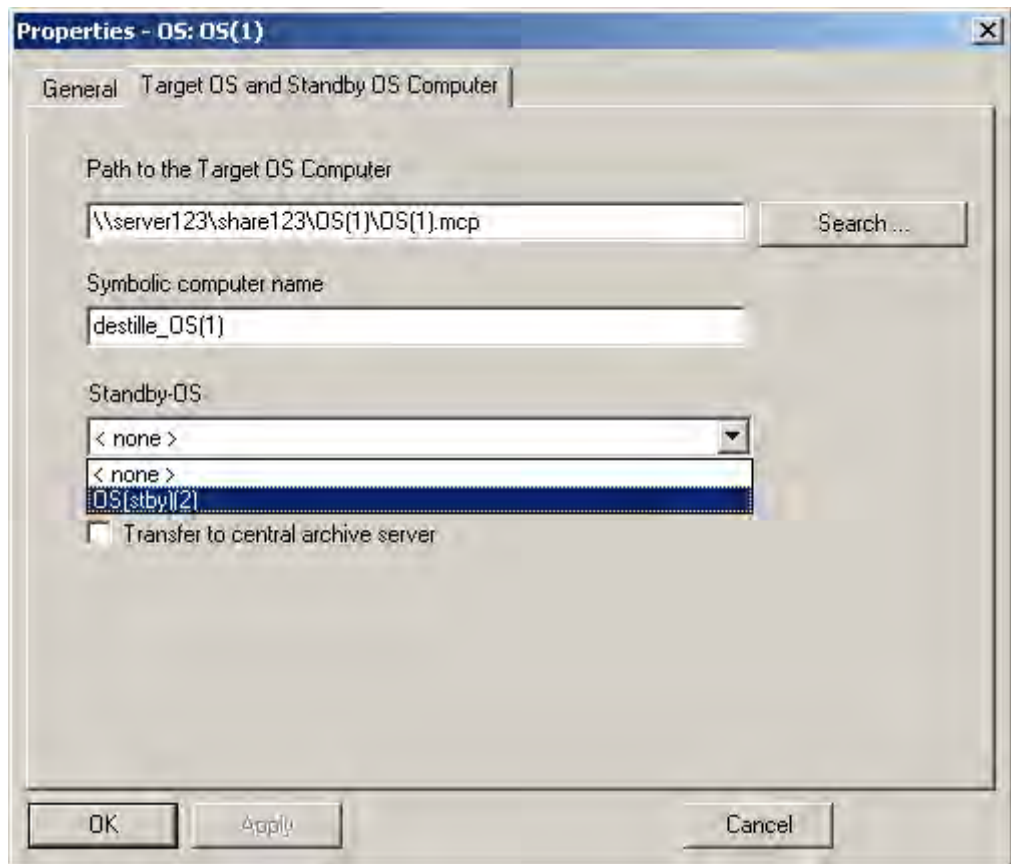 Properties - OS: OS(1)
General Target OS and Standby OS Computer
Path to the Target OS Computer
\\server123\share123\OS(1)\OS(1).mcp Search ...
Symbolic computer name
destille_OS(1)
Standby-OS
< none >
< none >
OS(stby)(2)
Transfer to central archive server
OK Apply Cancel